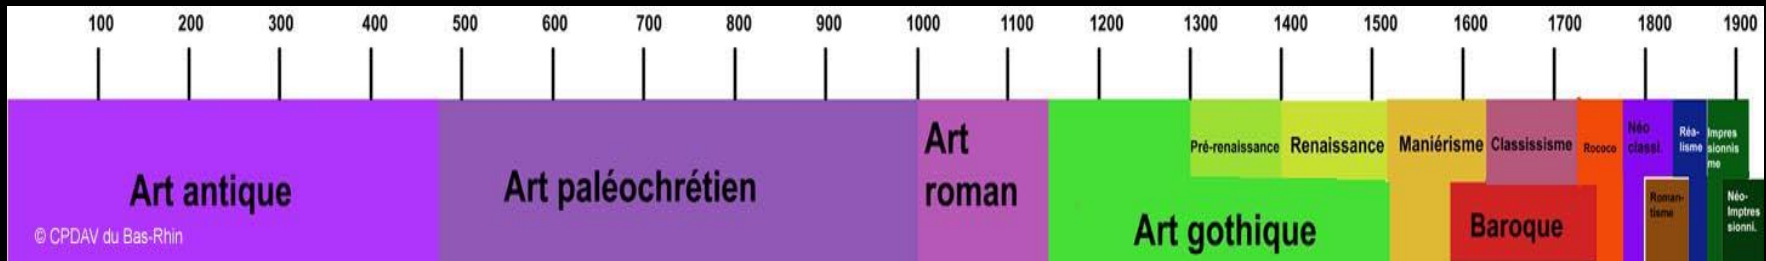 100 200 300 400 500 600 700 800 900 1000 1100 1200 1300 1400 1500 1600 1700 1800 1900
Art antique
© CPDAV du Bas-Rhin
Art paléochrétien
Art
roman
Art gothique
Pré-renaissance
Renaissance
Maniérisme
Classissisme
Baroque
Rococo
Néo
classi.
Roman-
tisme
Réa-
lisme
Impres
sionnis
me
Néo-
Imptres
sionni.